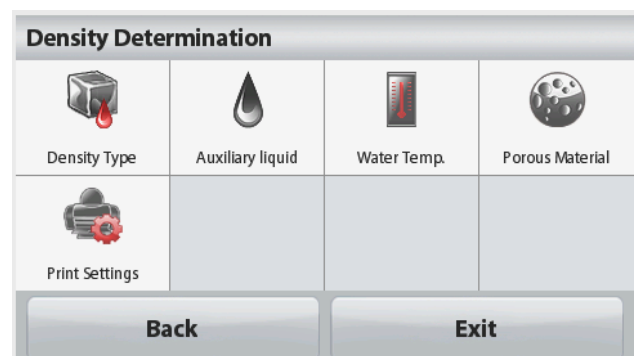 Density Determination
Density Type
Auxiliary liquid
Water Temp.
Porous Material
Print Settings
Back
Exit